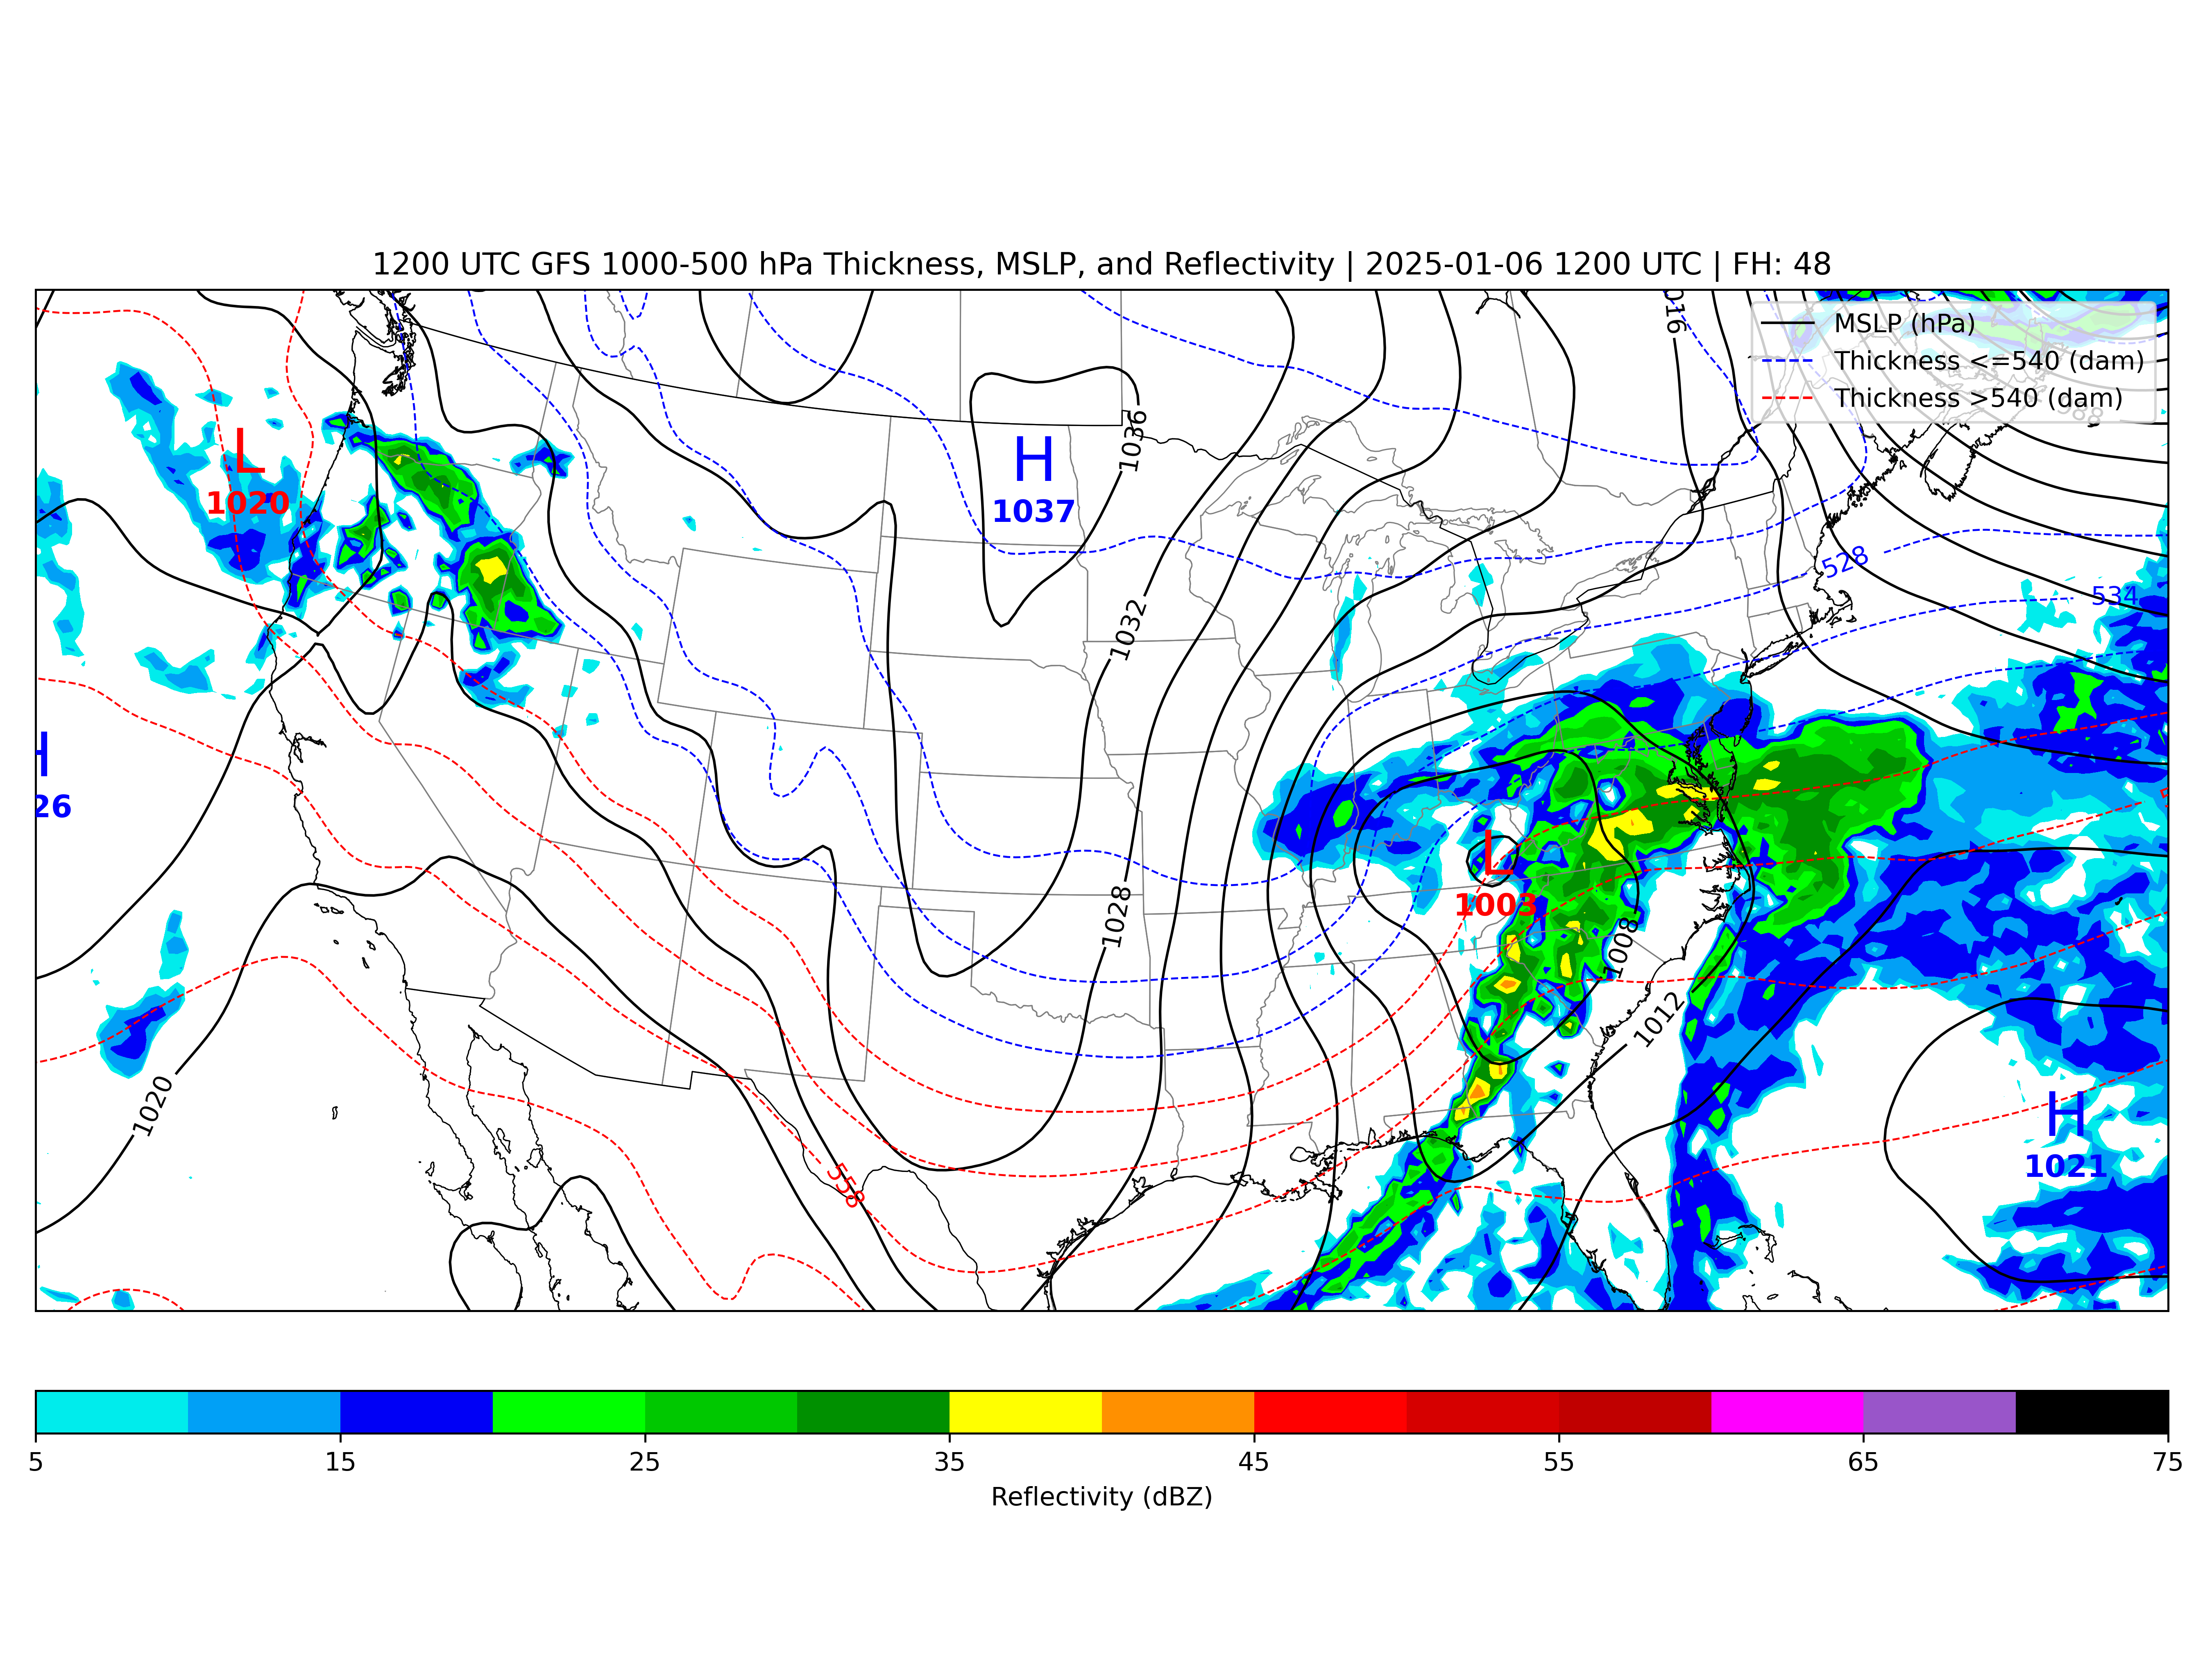 1200 UTC GFS 1000-500 hPa Thickness, MSLP, and Reflectivity | 2025-01-06 1200 UTC | FH: 48
MSLP (hPa)
Thickness <=540 (dam)
Thickness >540 (dam)
1016
988
1036
L
1020
H
1037
528
534
1032
H
26
L
1003
1028
1008
1012
1020
H
1021
558
5
15
25
35
45
55
65
75
Reflectivity (dBZ)